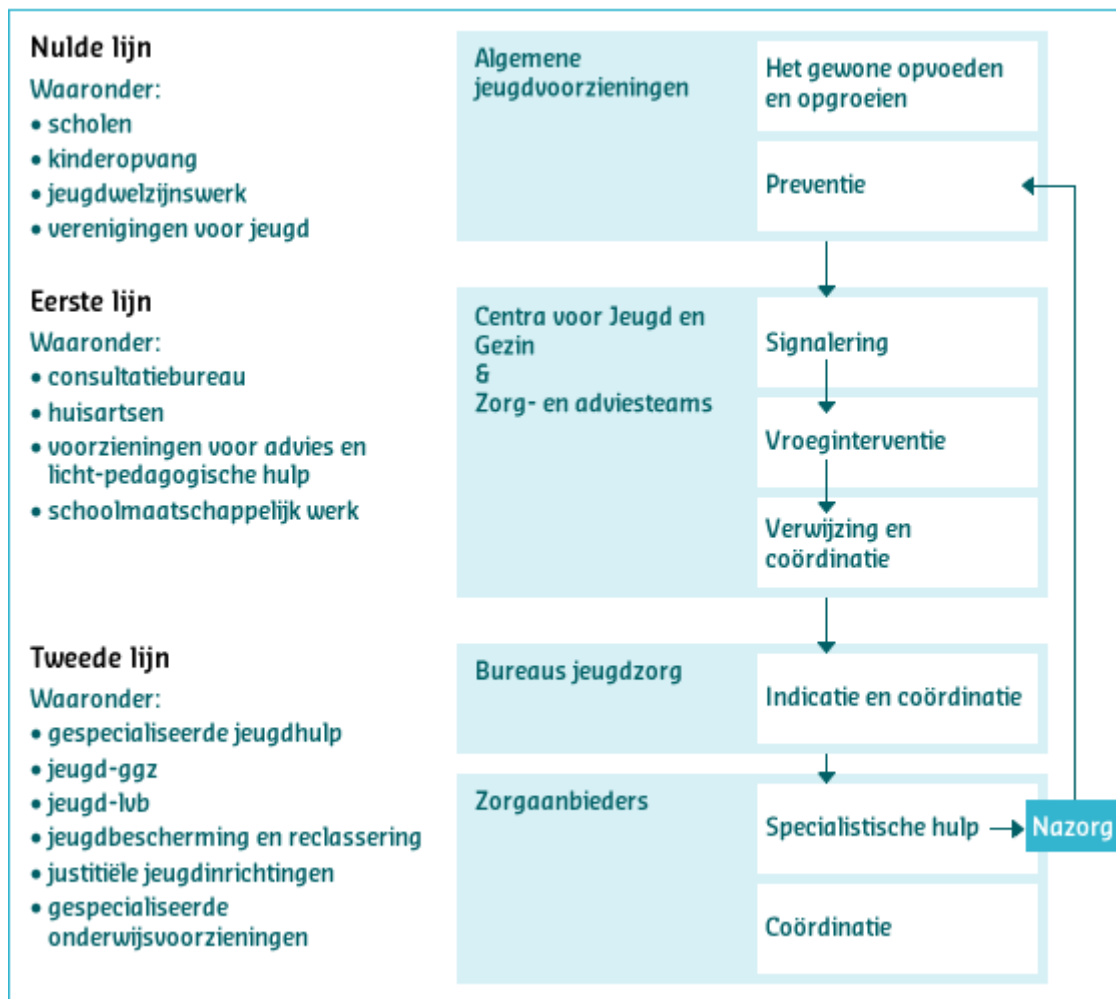 Nulde lijn
Waaronder:
• scholen
• kinderopvang
• jeugdwelzijnswerk
• verenigingen voor jeugd
Algemene
jeugdvoorzieningen
Het gewone opvoeden
en opgroeien
Preventie
Eerste lijn
Waaronder:
• consultatiebureau
• huisartsen
• voorzieningen voor advies en
licht-pedagogische hulp
• schoolmaatschappelijk werk
Centra voor Jeugd en
Gezin
&
Zorg- en adviesteams
Signalering
Vroeginterventie
Verwijzing en
coördinatie
Tweede lijn
Waaronder:
• gespecialiseerde jeugdhulp
• jeugd-ggz
• jeugd-lvb
• jeugdbescherming en reclassering
• justitiële jeugdinrichtingen
• gespecialiseerde
onderwijsvoorzieningen
Bureaus jeugdzorg
Indicatie en coördinatie
Zorgaanbieders
Specialistische hulp
Nazorg
Coördinatie